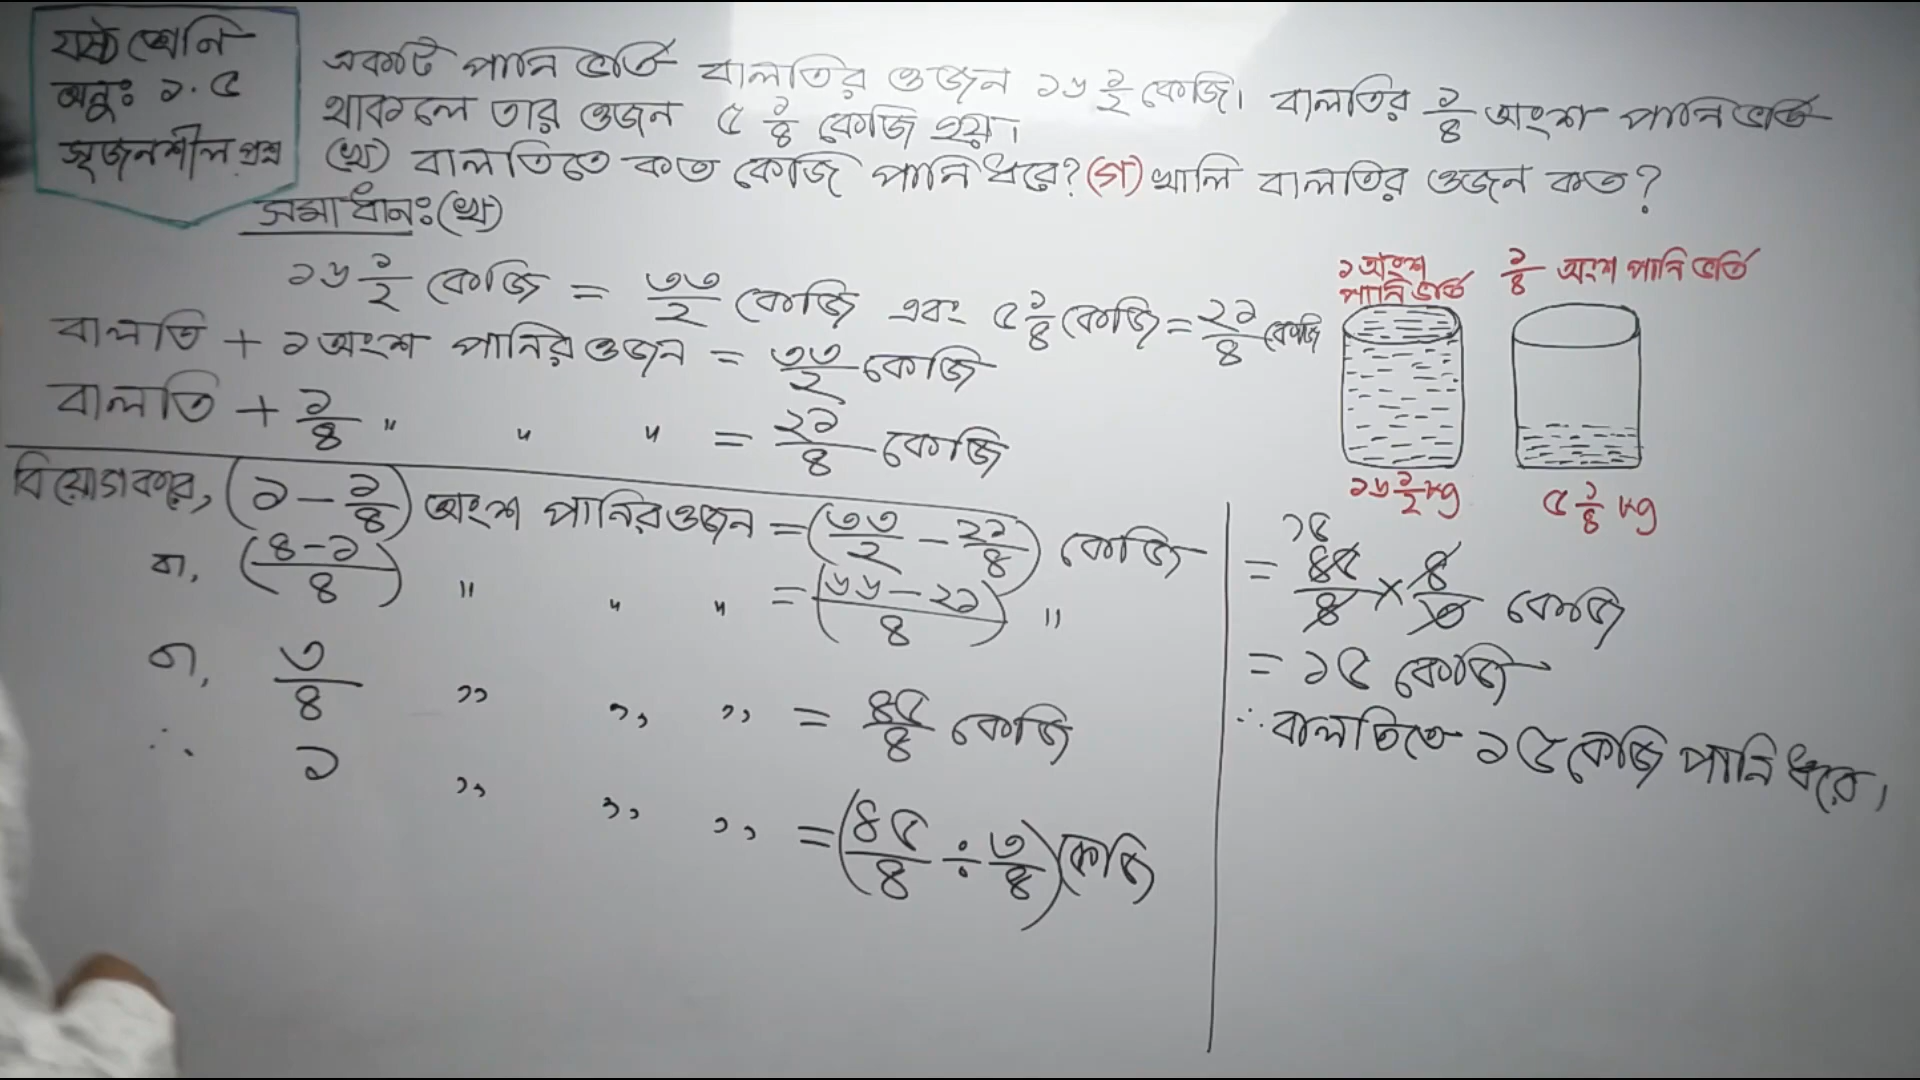 ষষ্ঠ শ্রেনি
অনুঃ ১.৫
সৃজনশীল প্রশ্ন
একটি পানি ভর্তি বালতির ওজন ১৬ ১/২ কেজি। বালতির ১/৪ অংশ পানি ভর্তি
থাকলে তার ওজন ৫ ১/৪ কেজি হয়।
(খ) বালতিতে কত কেজি পানি ধরে? (গ) খালি বালতির ওজন কত?
সমাধানঃ (খ)
১৬ ১/২ কেজি = ৩৩/২ কেজি এবং ৫ ১/৪ কেজি = ২১/৪ কেজি
বালতি + ১ অংশ পানির ওজন = ৩৩/২ কেজি
বালতি + ১/৪ " " " = ২১/৪ কেজি
বিয়োগ করে, (১ - ১/৪) অংশ পানির ওজন = (৩৩/২ - ২১/৪) কেজি
বা, (৪-১/৪) " " " = (৬৬-২১/৪) "
বা, ৩/৪ " " " = ৪৫/৪ কেজি
∴ ১ " " " = (৪৫/৪ ÷ ৩/৪) কেজি
১ অংশ
পানি ভর্তি
১৬ ১/২ kg
১/৪ অংশ পানি ভর্তি
৫ ১/৪ kg
১৫
= ৪৫/৪ × ৪/৩ কেজি
= ১৫ কেজি
∴ বালতিতে ১৫ কেজি পানি ধরে।